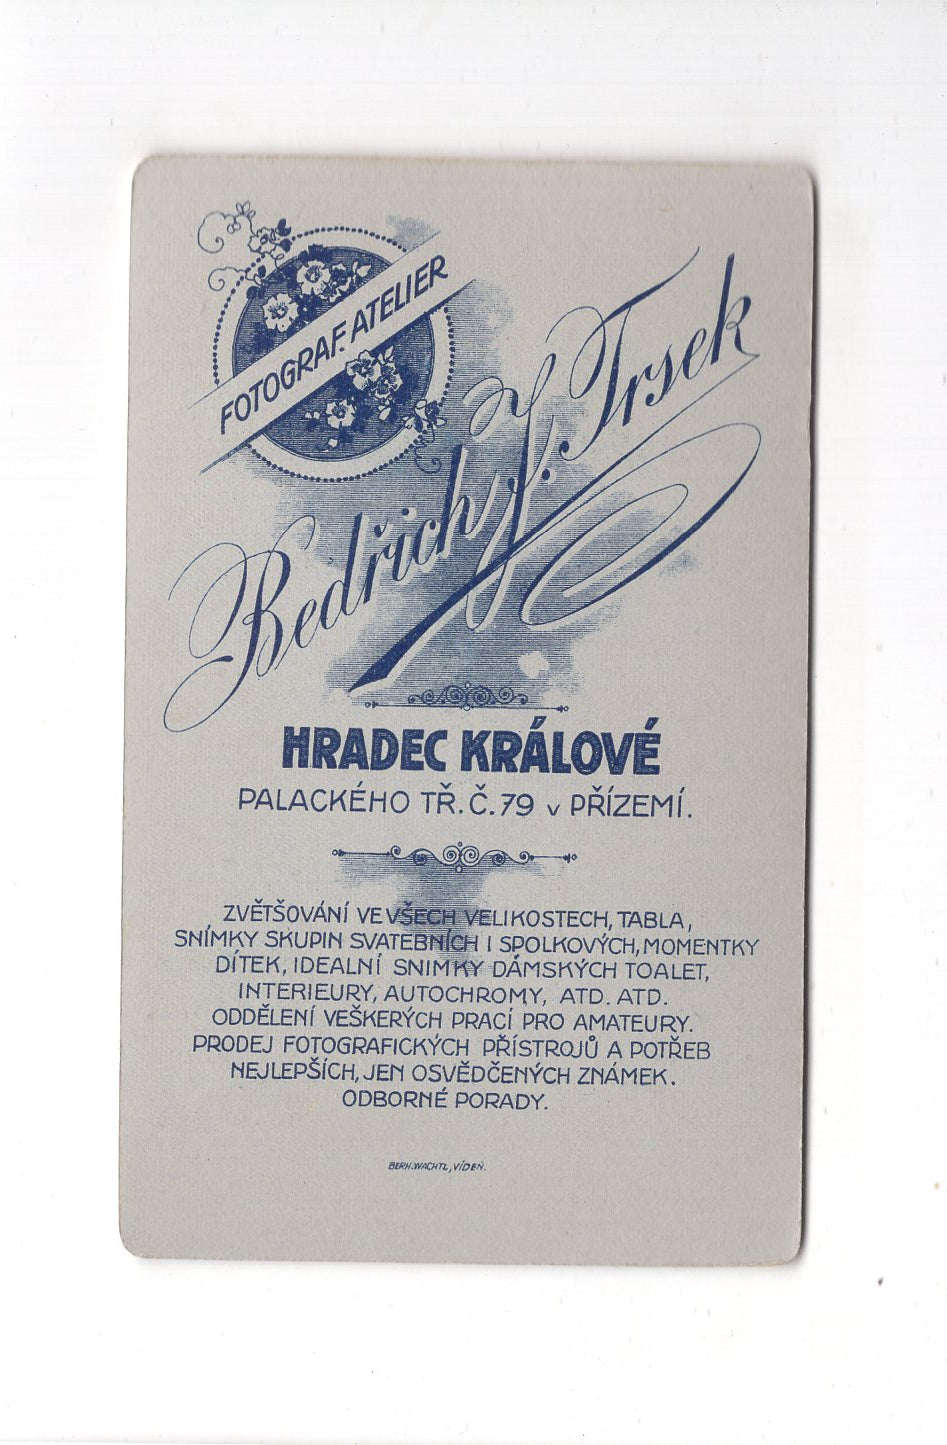 FOTOGRAF. ATELIER
Bedřich J. Trsek
HRADEC KRÁLOVÉ
PALACKÉHO TŘ. Č. 79 v PŘÍZEMÍ.
ZVĚTŠOVÁNÍ VE VŠECH VELIKOSTECH, TABLA,
SNÍMKY SKUPIN SVATEBNÍCH I SPOLKOVÝCH, MOMENTKY
DÍTEK, IDEALNÍ SNIMKY DÁMSKÝCH TOALET,
INTERIEURY, AUTOCHROMY, ATD. ATD.
ODDĚLENÍ VEŠKERÝCH PRACÍ PRO AMATEURY.
PRODEJ FOTOGRAFICKÝCH PŘÍSTROJŮ A POTŘEB
NEJLEPŠÍCH, JEN OSVĚDČENÝCH ZNÁMEK.
ODBORNÉ PORADY.
BERH. WACHTL, VÍDEŇ.